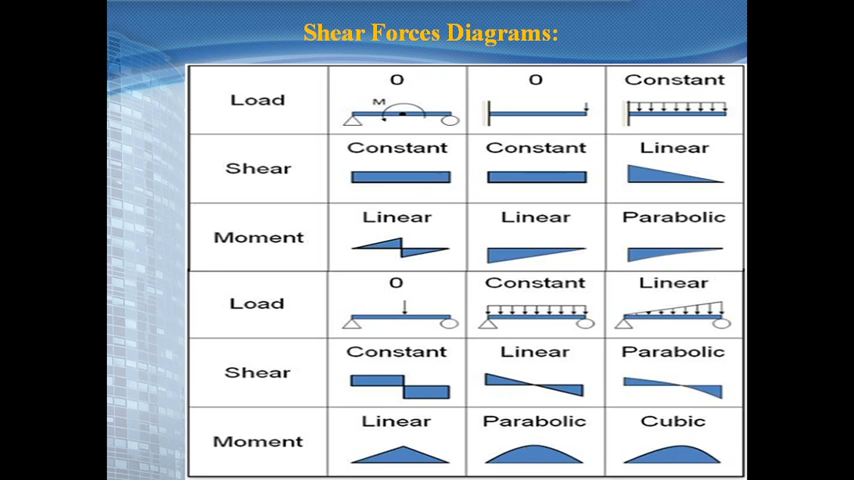 Shear Forces Diagrams:
Load 0 0 Constant
M
Shear Constant Constant Linear
Moment Linear Linear Parabolic
Load 0 Constant Linear
Shear Constant Linear Parabolic
Moment Linear Parabolic Cubic